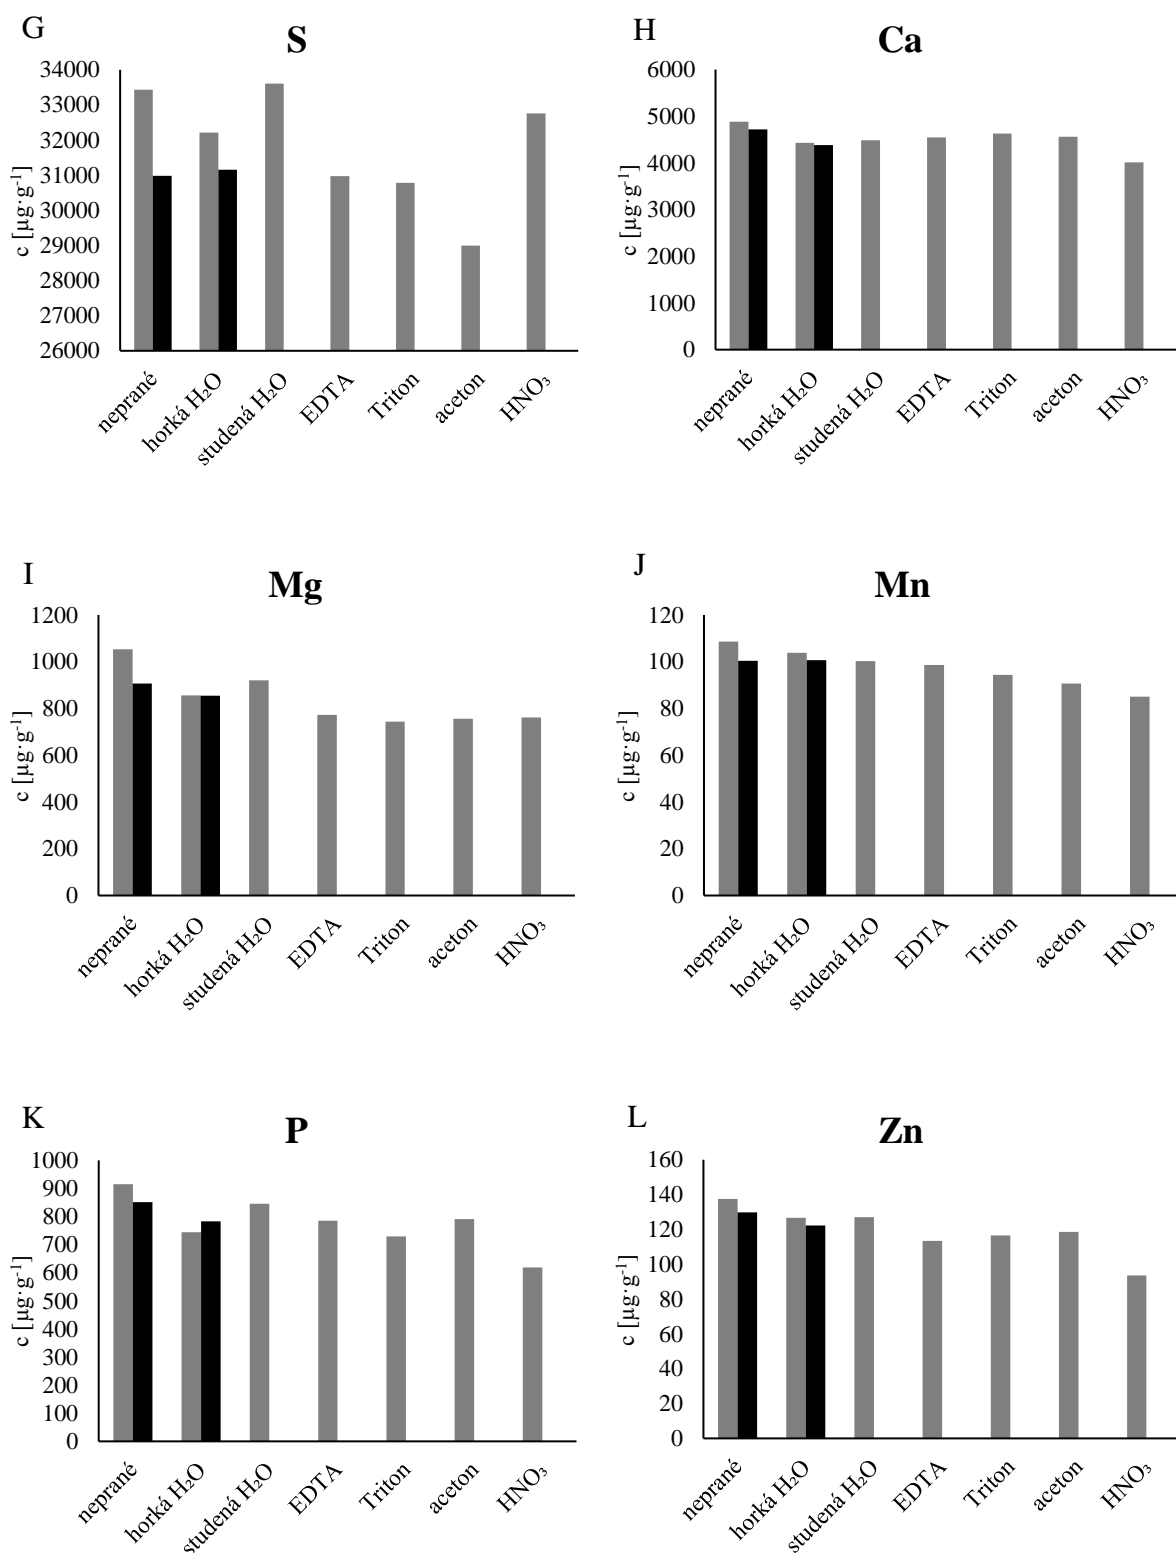 G
S
c [µg·g⁻¹]
34000
33000
32000
31000
30000
29000
28000
27000
26000
neprané
horká H₂O
studená H₂O
EDTA
Triton
aceton
HNO₃
H
Ca
c [µg·g⁻¹]
6000
5000
4000
3000
2000
1000
0
neprané
horká H₂O
studená H₂O
EDTA
Triton
aceton
HNO₃
I
Mg
c [µg·g⁻¹]
1200
1000
800
600
400
200
0
neprané
horká H₂O
studená H₂O
EDTA
Triton
aceton
HNO₃
J
Mn
c [µg·g⁻¹]
120
100
80
60
40
20
0
neprané
horká H₂O
studená H₂O
EDTA
Triton
aceton
HNO₃
K
P
c [µg·g⁻¹]
1000
900
800
700
600
500
400
300
200
100
0
neprané
horká H₂O
studená H₂O
EDTA
Triton
aceton
HNO₃
L
Zn
c [µg·g⁻¹]
160
140
120
100
80
60
40
20
0
neprané
horká H₂O
studená H₂O
EDTA
Triton
aceton
HNO₃